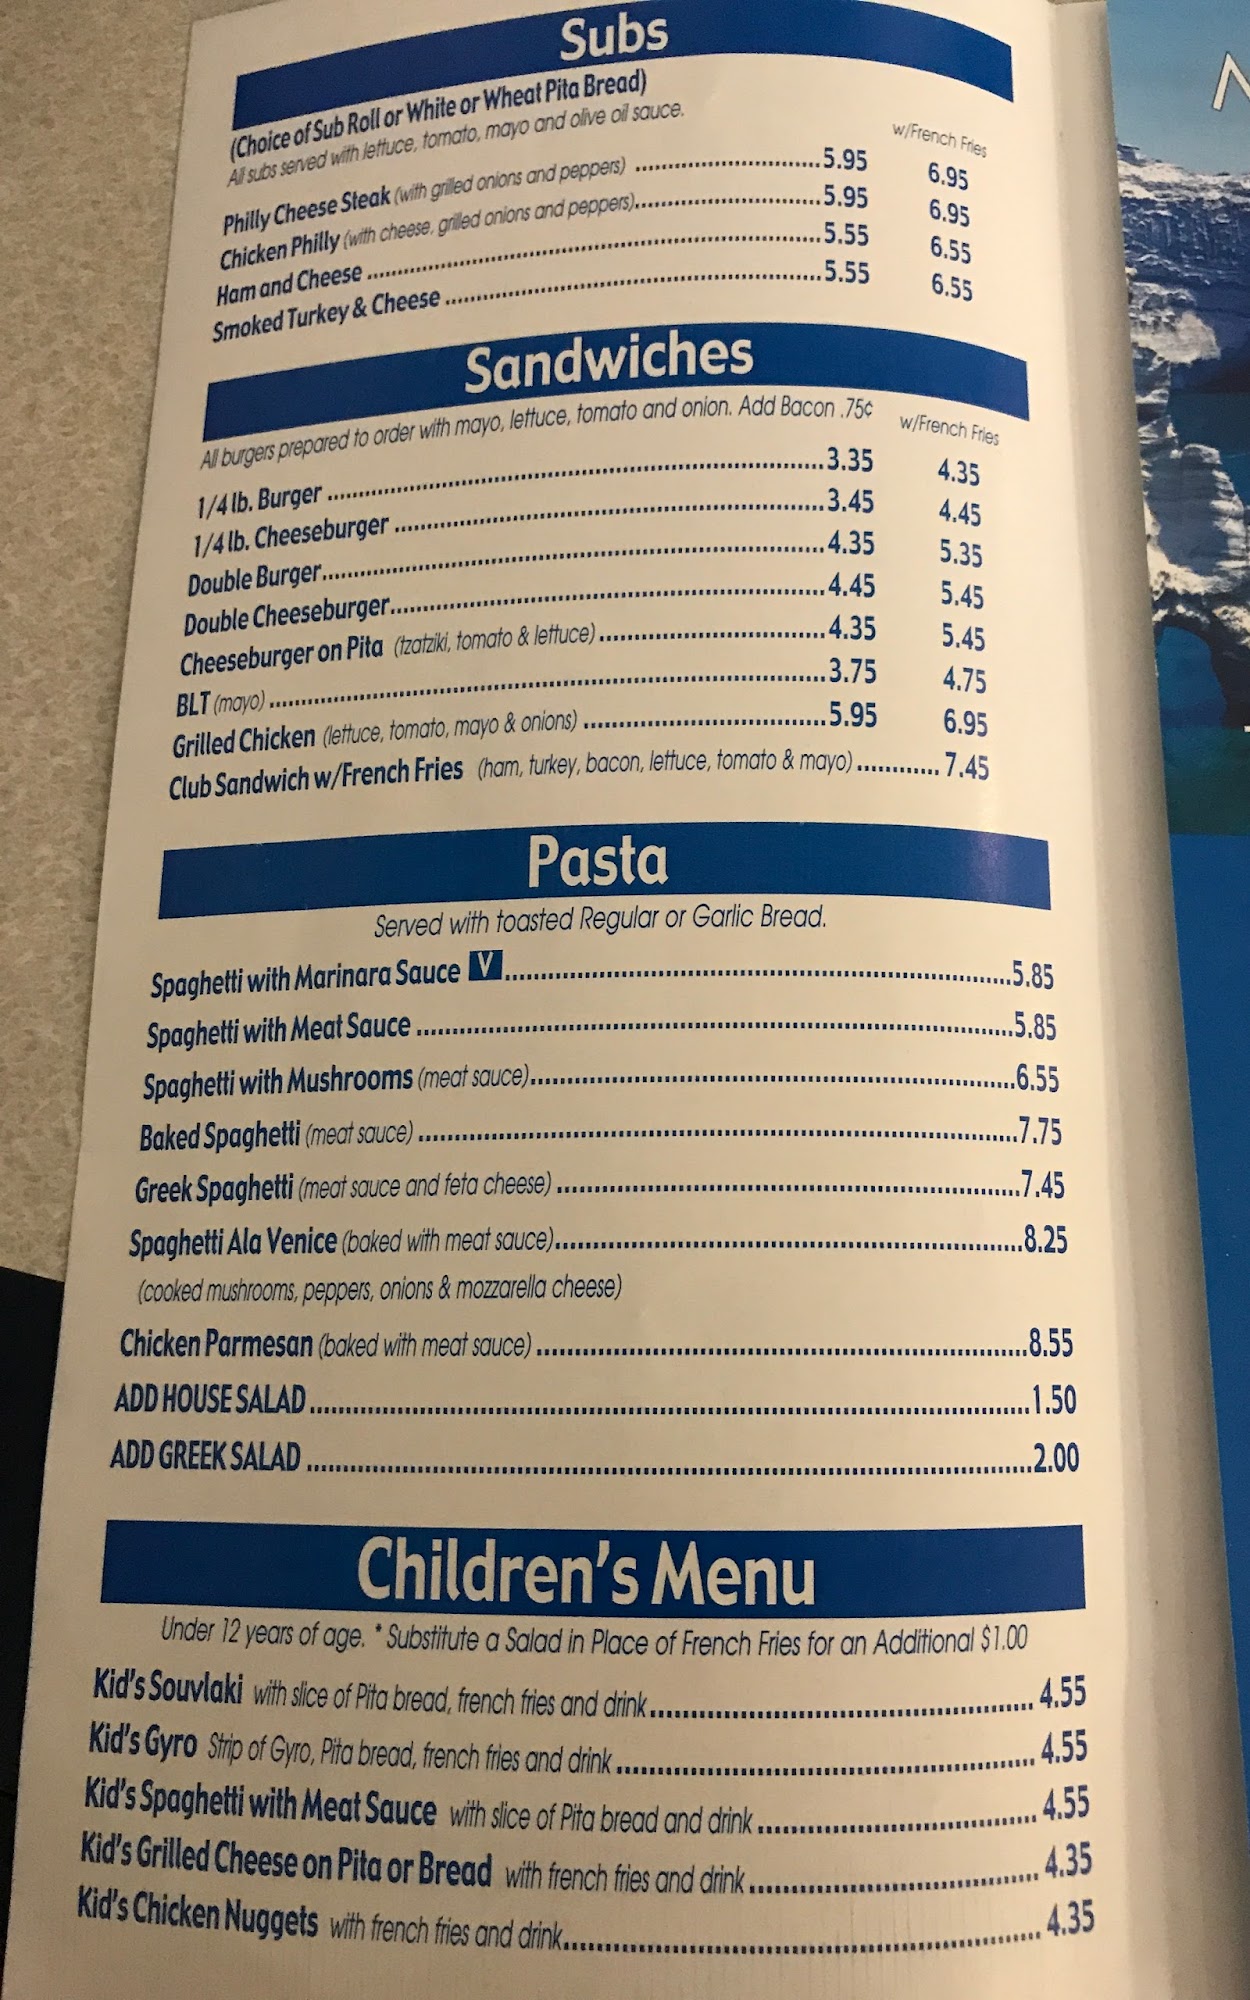 Subs
(Choice of Sub Roll or White or Wheat Pita Bread)
All subs served with lettuce, tomato, mayo and olive oil sauce.
w/French Fries
Philly Cheese Steak (with grilled onions and peppers) ..............................5.95 6.95
Chicken Philly (with cheese, grilled onions and peppers)..............................5.95 6.95
Ham and Cheese ..............................5.55 6.55
Smoked Turkey & Cheese ..............................5.55 6.55
Sandwiches
All burgers prepared to order with mayo, lettuce, tomato and onion. Add Bacon .75¢
w/French Fries
1/4 lb. Burger ..............................3.35 4.35
1/4 lb. Cheeseburger ..............................3.45 4.45
Double Burger..............................4.35 5.35
Double Cheeseburger..............................4.45 5.45
Cheeseburger on Pita (tzatziki, tomato & lettuce)..............................4.35 5.45
BLT (mayo)..............................3.75 4.75
Grilled Chicken (lettuce, tomato, mayo & onions) ..............................5.95 6.95
Club Sandwich w/French Fries (ham, turkey, bacon, lettuce, tomato & mayo)............ 7.45
Pasta
Served with toasted Regular or Garlic Bread.
Spaghetti with Marinara Sauce V ..............................5.85
Spaghetti with Meat Sauce ..............................5.85
Spaghetti with Mushrooms (meat sauce)..............................6.55
Baked Spaghetti (meat sauce) ..............................7.75
Greek Spaghetti (meat sauce and feta cheese) ..............................7.45
Spaghetti Ala Venice (baked with meat sauce)..............................8.25
(cooked mushrooms, peppers, onions & mozzarella cheese)
Chicken Parmesan (baked with meat sauce) ..............................8.55
ADD HOUSE SALAD ..............................1.50
ADD GREEK SALAD ..............................2.00
Children's Menu
Under 12 years of age. * Substitute a Salad in Place of French Fries for an Additional $1.00
Kid's Souvlaki with slice of Pita bread, french fries and drink.............................. 4.55
Kid's Gyro Strip of Gyro, Pita bread, french fries and drink .............................. 4.55
Kid's Spaghetti with Meat Sauce with slice of Pita bread and drink .............................. 4.55
Kid's Grilled Cheese on Pita or Bread with french fries and drink .............................. 4.35
Kid's Chicken Nuggets with french fries and drink.............................. 4.35